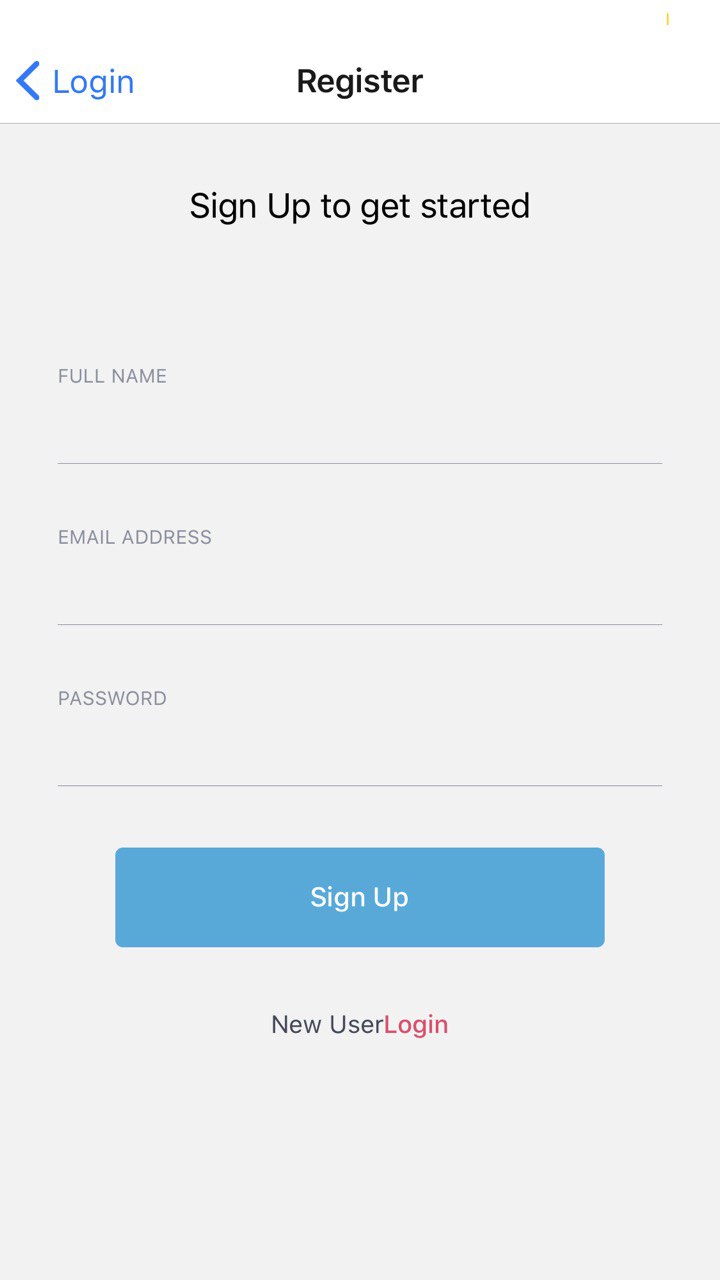 Login
Register
Sign Up to get started
FULL NAME
EMAIL ADDRESS
PASSWORD
Sign Up
New UserLogin